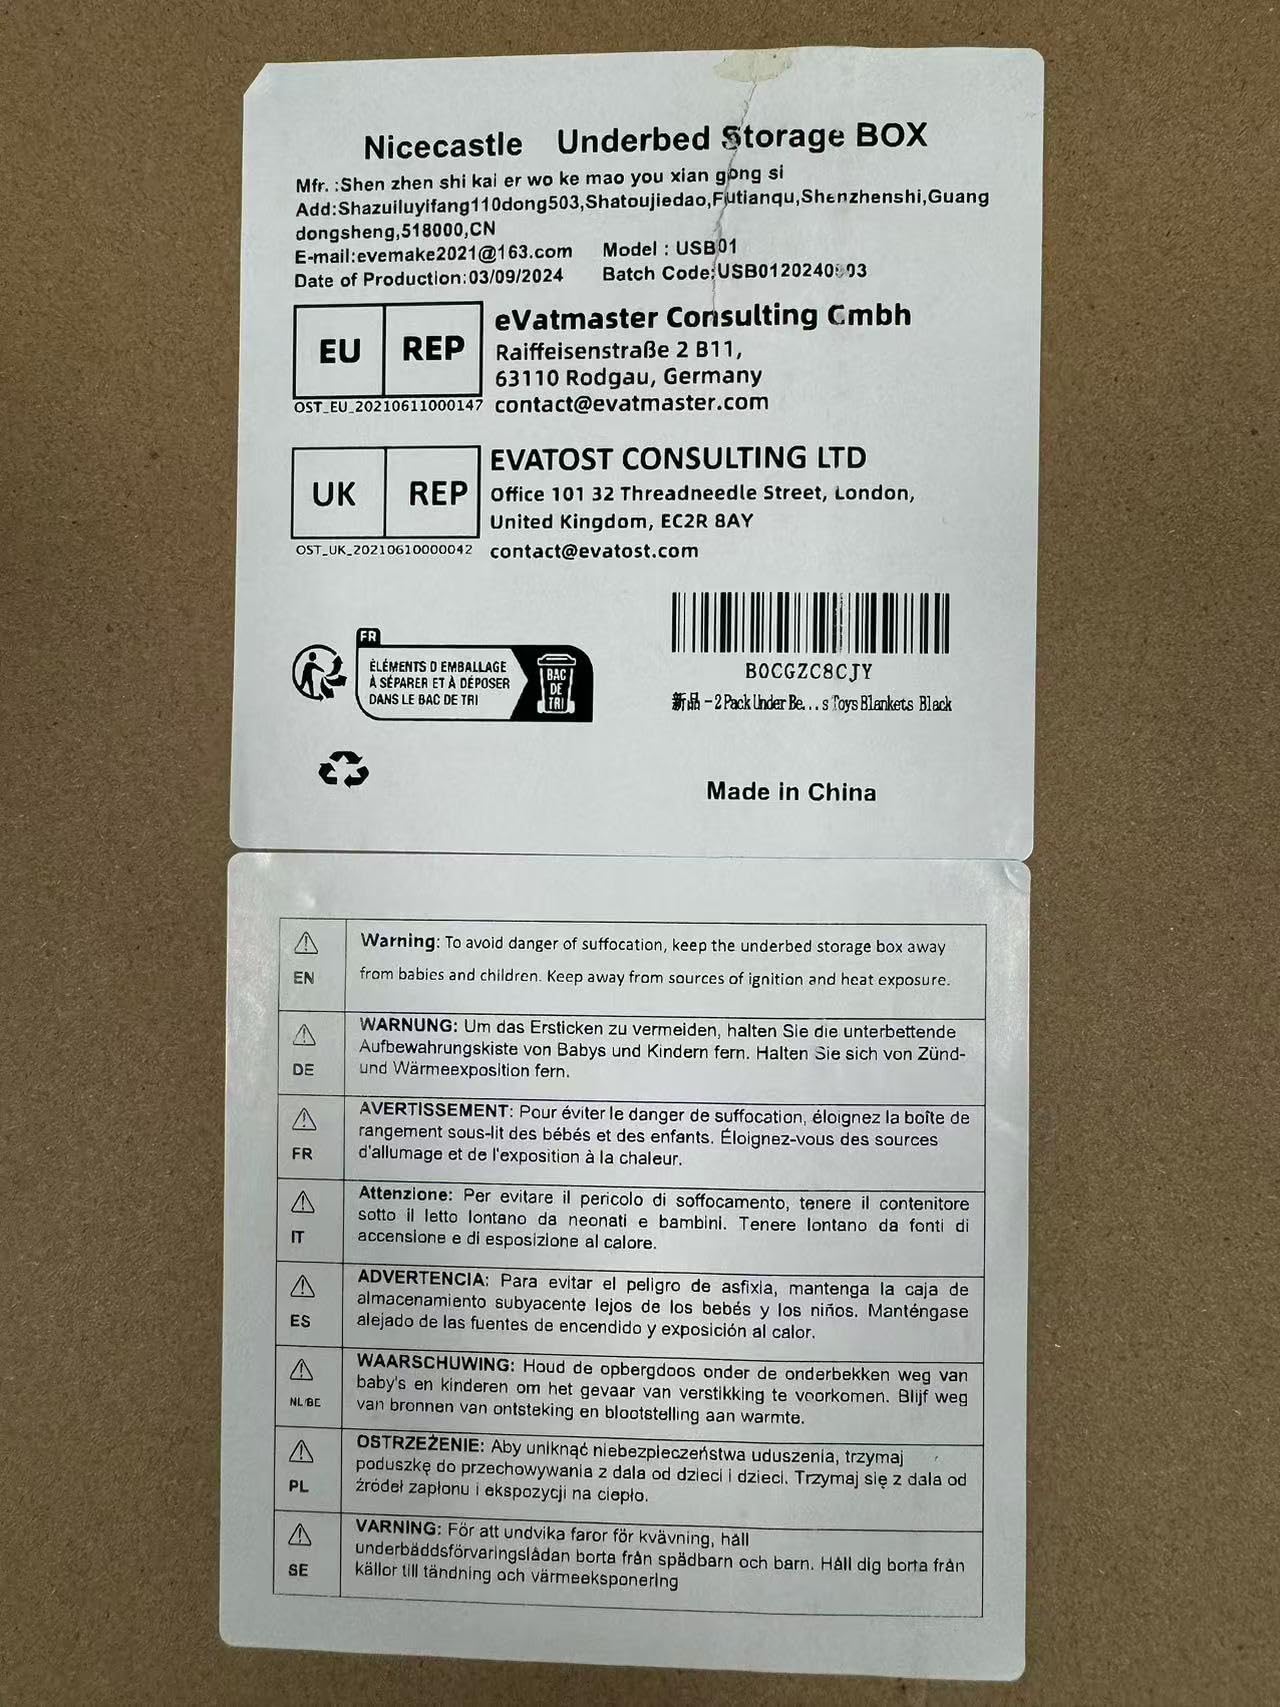 Nicecastle Underbed Storage BOX
Mfr. :Shen zhen shi kai er wo ke mao you xian gong si
Add:Shazuiluyifang110dong503,Shatoujiedao,Futianqu,Shenzhenshi,Guang
dongsheng,518000,CN
E-mail:evemake2021@163.com Model : USB01
Date of Production:03/09/2024 Batch Code:USB0120240903
EU REP
eVatmaster Consulting Gmbh
Raiffeisenstraße 2 B11,
63110 Rodgau, Germany
OST_EU_20210611000147 contact@evatmaster.com
UK REP
EVATOST CONSULTING LTD
Office 101 32 Threadneedle Street, London,
United Kingdom, EC2R 8AY
OST_UK_20210610000042 contact@evatost.com
FR
ÉLÉMENTS D EMBALLAGE
À SÉPARER ET À DÉPOSER
DANS LE BAC DE TRI
BAC
DE
TRI
B0CGZC8CJY
新品 - 2 Pack Under Be...s Toys Blankets Black
Made in China
EN
Warning: To avoid danger of suffocation, keep the underbed storage box away
from babies and children. Keep away from sources of ignition and heat exposure.
DE
WARNUNG: Um das Ersticken zu vermeiden, halten Sie die unterbettende
Aufbewahrungskiste von Babys und Kindern fern. Halten Sie sich von Zünd-
und Wärmeexposition fern.
FR
AVERTISSEMENT: Pour éviter le danger de suffocation, éloignez la boîte de
rangement sous-lit des bébés et des enfants. Éloignez-vous des sources
d'allumage et de l'exposition à la chaleur.
IT
Attenzione: Per evitare il pericolo di soffocamento, tenere il contenitore
sotto il letto lontano da neonati e bambini. Tenere lontano da fonti di
accensione e di esposizione al calore.
ES
ADVERTENCIA: Para evitar el peligro de asfixia, mantenga la caja de
almacenamiento subyacente lejos de los bebés y los niños. Manténgase
alejado de las fuentes de encendido y exposición al calor.
NL/BE
WAARSCHUWING: Houd de opbergdoos onder de onderbekken weg van
baby's en kinderen om het gevaar van verstikking te voorkomen. Blijf weg
van bronnen van ontsteking en blootstelling aan warmte.
PL
OSTRZEŻENIE: Aby uniknąć niebezpieczeństwa uduszenia, trzymaj
poduszkę do przechowywania z dala od dzieci i dzieci. Trzymaj się z dala od
źródeł zapłonu i ekspozycji na ciepło.
SE
VARNING: För att undvika faror för kvävning, håll
underbäddsförvaringslådan borta från spädbarn och barn. Håll dig borta från
källor till tändning och värmeeksponering